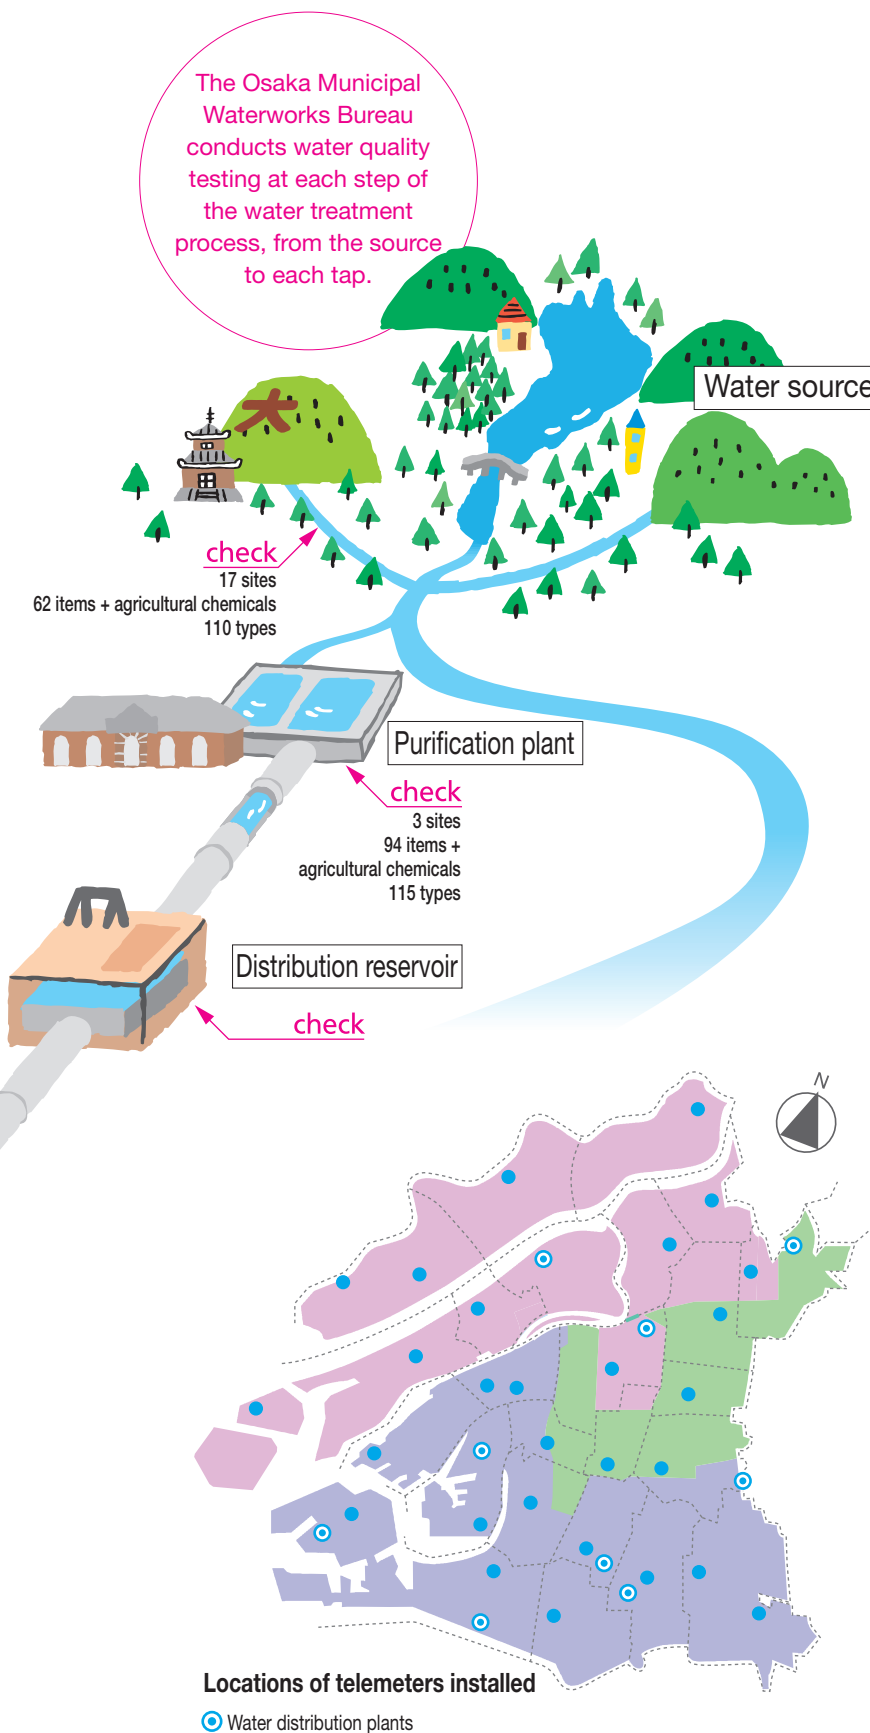 The Osaka Municipal
Waterworks Bureau
conducts water quality
testing at each step of
the water treatment
process, from the source
to each tap.
Water source
大
check
17 sites
62 items + agricultural chemicals
110 types
Purification plant
check
3 sites
94 items +
agricultural chemicals
115 types
Distribution reservoir
check
N
Locations of telemeters installed
Water distribution plants